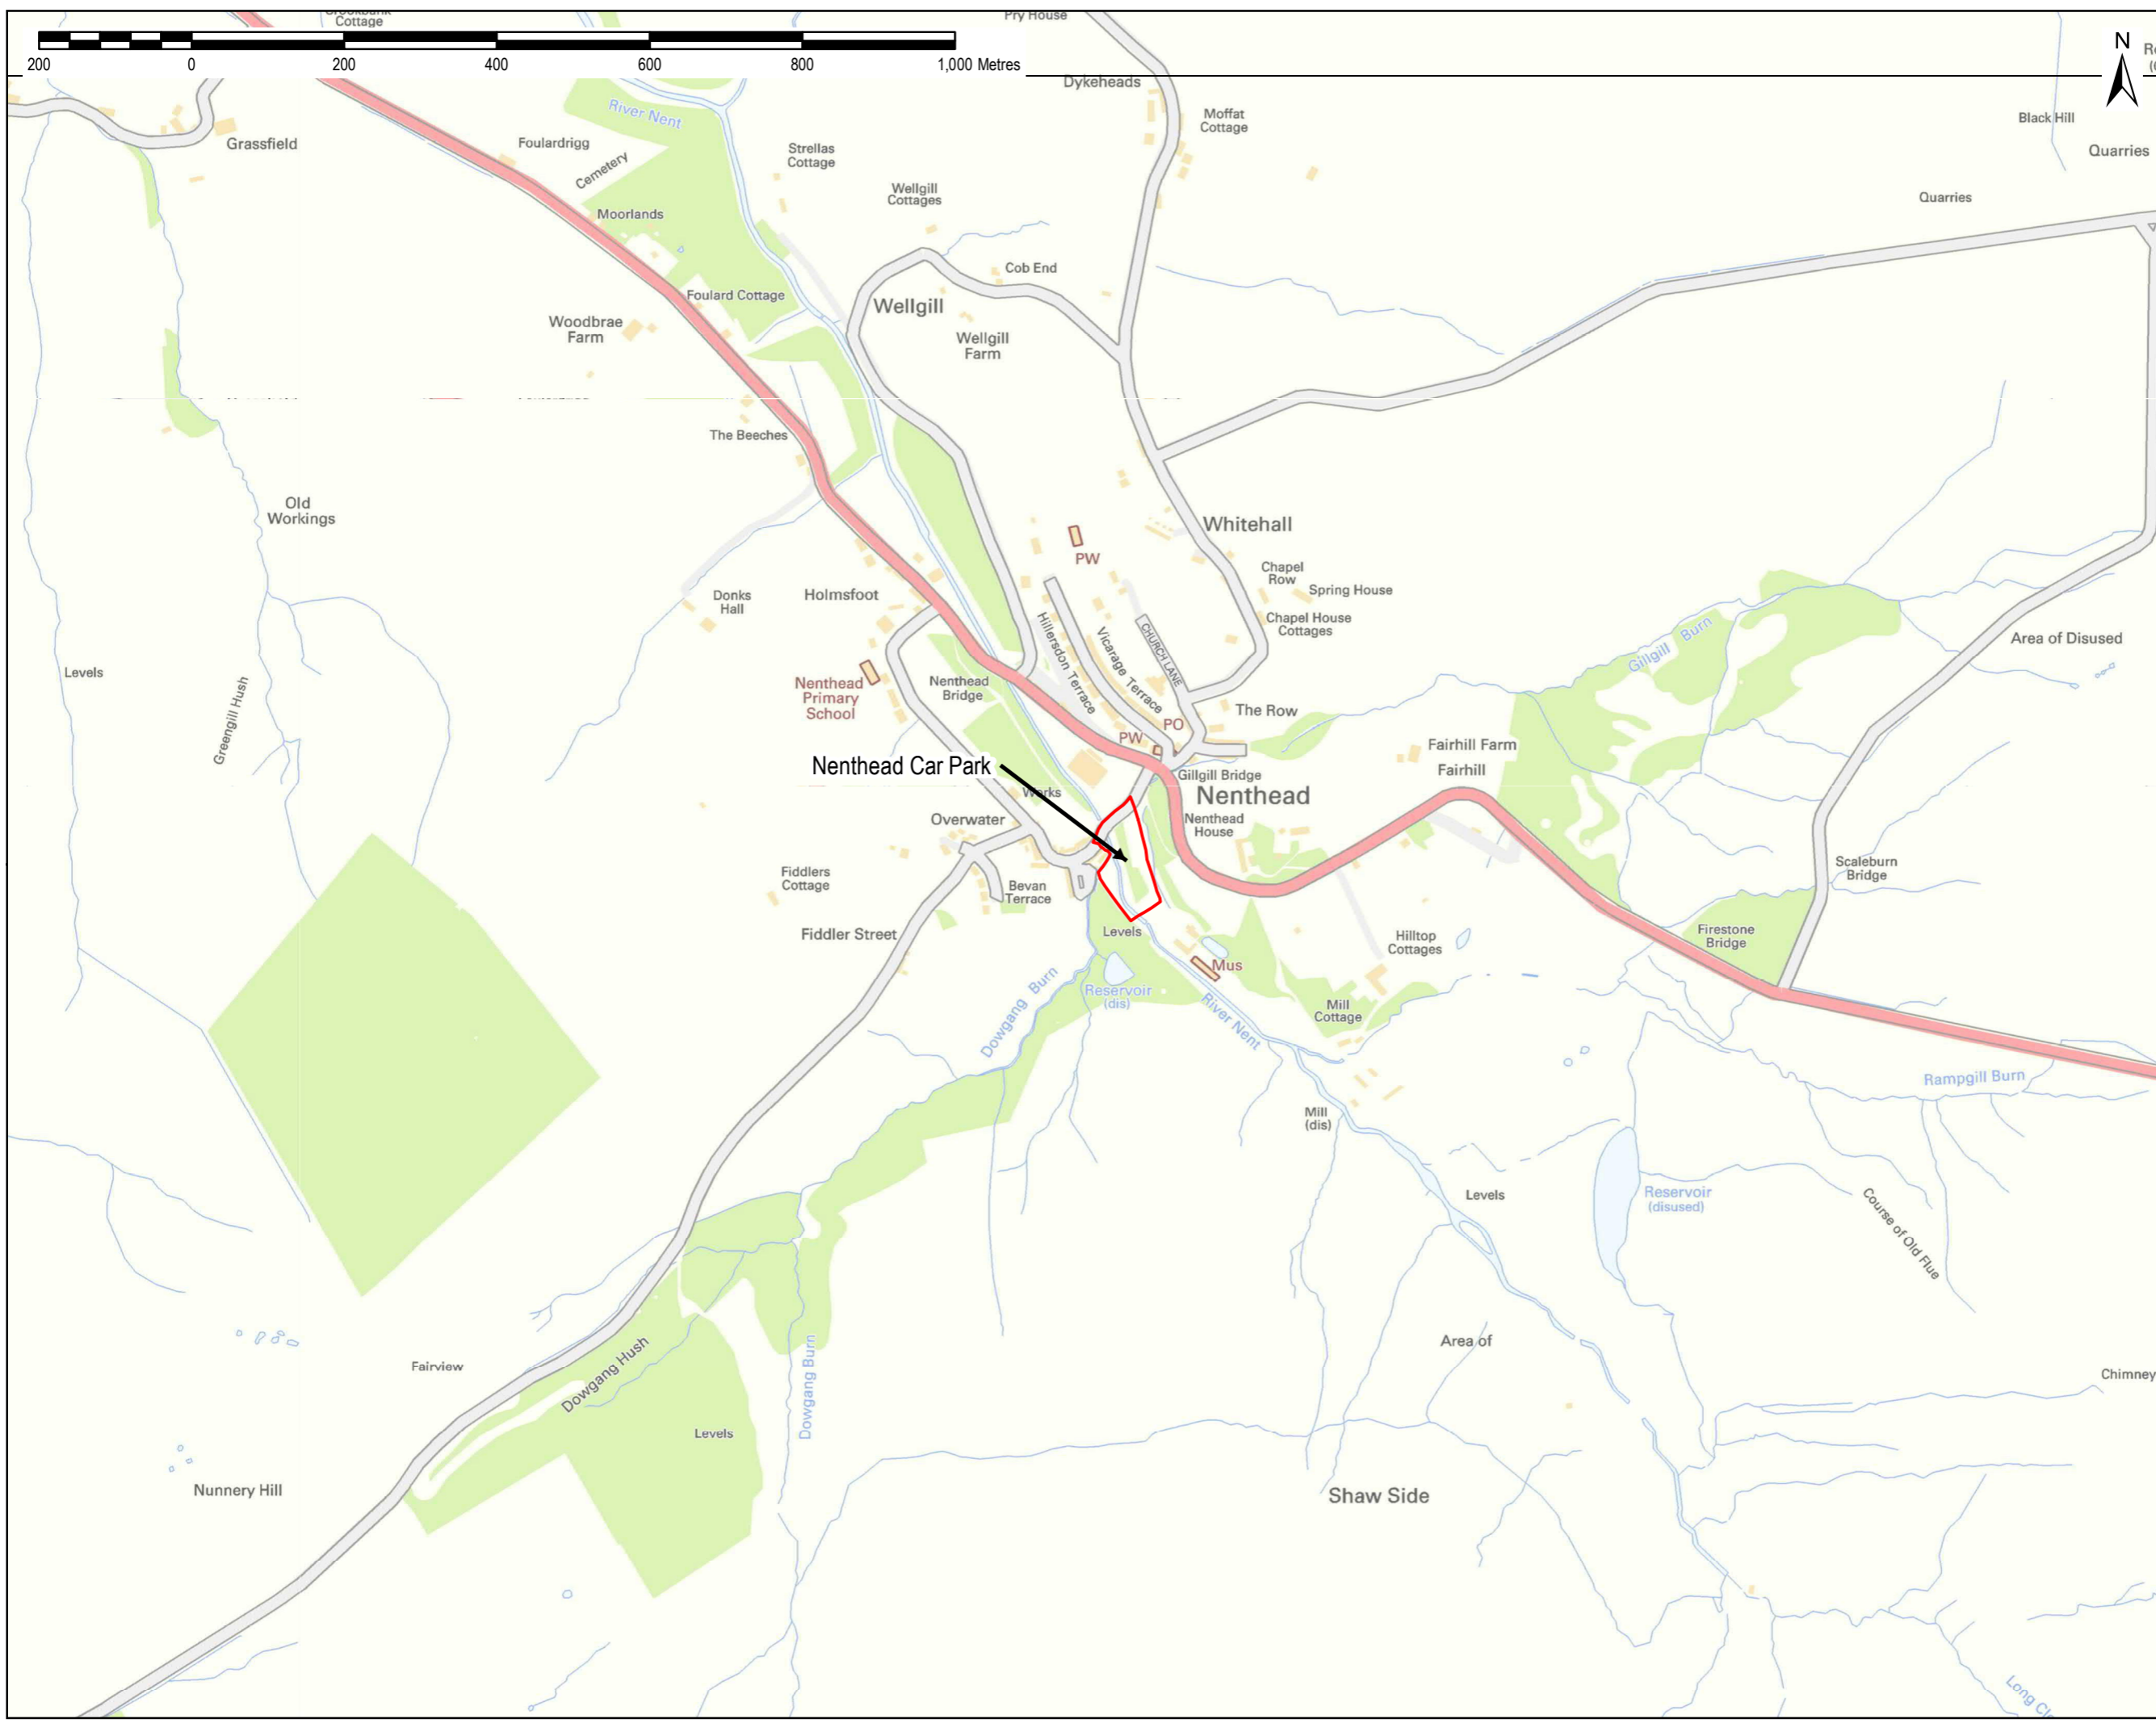 Cottage
Pry House
200
0
200
400
600
800
1,000 Metres
N
Dykeheads
River Nent
Moffat
Cottage
Black Hill
Grassfield
Foulardrigg
Strellas
Cottage
Quarries
Cemetery
Wellgill
Cottages
Quarries
Moorlands
Cob End
Foulard Cottage
Wellgill
Woodbrae
Farm
Wellgill
Farm
The Beeches
Old
Workings
Whitehall
PW
Chapel
Row
Spring House
Donks
Hall
Holmsfoot
Chapel House
Cottages
Hillersdon Terrace
Vicarage Terrace
CHURCH LANE
Gillgill Burn
Area of Disused
Levels
Greengill Hush
Nenthead
Primary
School
Nenthead
Bridge
The Row
PO
PW
Fairhill Farm
Fairhill
Nenthead Car Park
Gillgill Bridge
Nenthead
Works
Overwater
Nenthead
House
Fiddlers
Cottage
Bevan
Terrace
Scaleburn
Bridge
Fiddler Street
Levels
Hilltop
Cottages
Firestone
Bridge
Mus
Dowgang Burn
Reservoir
(dis)
River Nent
Mill
Cottage
Rampgill Burn
Mill
(dis)
Levels
Reservoir
(disused)
Course of Old Flue
Area of
Fairview
Dowgang Hush
Dowgang Burn
Chimney
Levels
Nunnery Hill
Shaw Side
Long